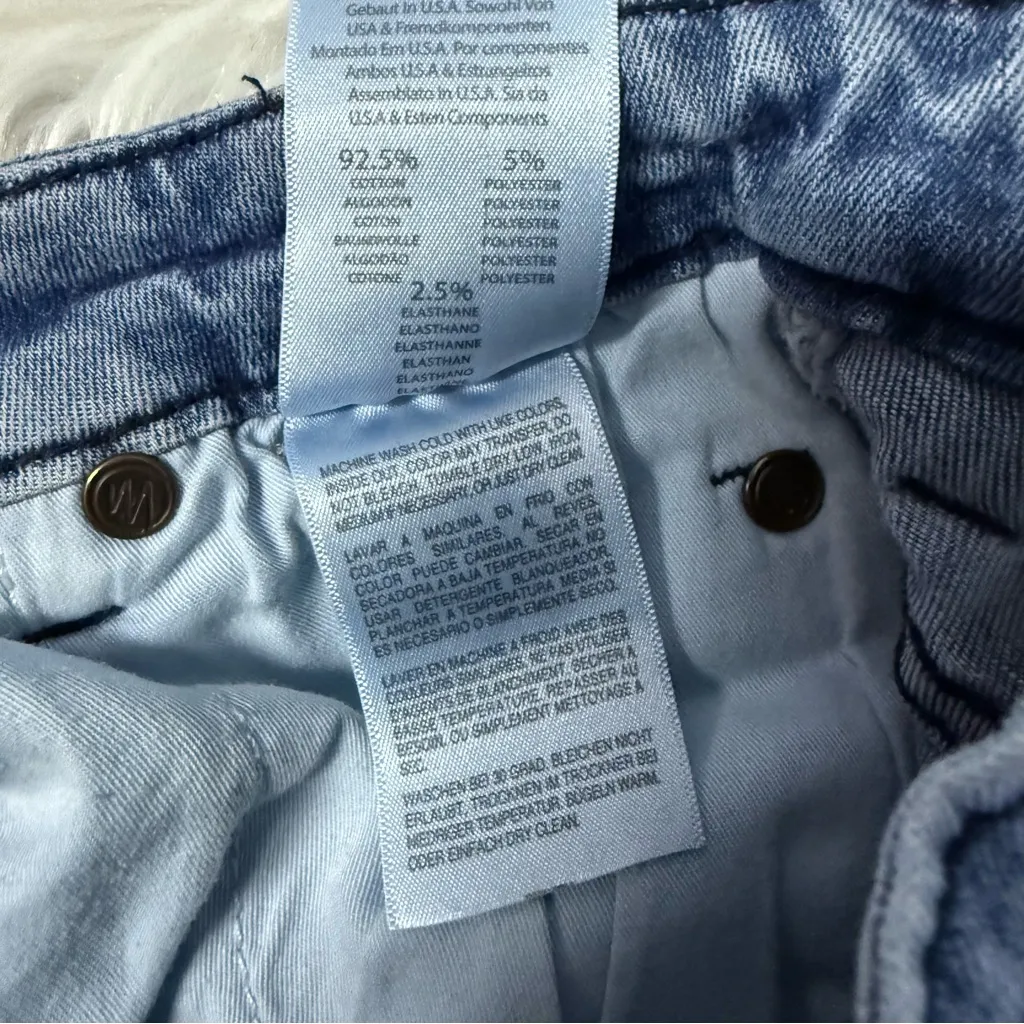 Gebaut in U.S.A. Sowohl Von
USA & Fremdkomponenten
Montado Em U.S.A. Por componentes
Ambos U.S.A & Estrangeiros
Assemblato In U.S.A. Sia da
U.S.A & Esteri Components
92.5% 5%
COTTON POLYESTER
ALGODON POLYESTER
COTON POLYESTER
BAUMWOLLE POLYESTER
ALGODÃO POLYESTER
COTONE POLYESTER
2.5%
ELASTHANE
ELASTHANO
ELASTHANNE
ELASTHAN
ELASTHANO
MACHINE WASH COLD WITH LIKE COLORS
INSIDE OUT. COLOR MAY TRANSFER. DO
NOT BLEACH. TUMBLE DRY LOW. IRON
MEDIUM IF NECESSARY, OR JUST DRY CLEAN.
LAVAR A MAQUINA EN FRIO CON
COLORES SIMILARES AL REVES
COLOR PUEDE CAMBIAR. SECAR EN
SECADORA A BAJA TEMPERATURA. NO
USAR DETERGENTE BLANQUEADOR.
PLANCHAR A TEMPERATURA MEDIA SI
ES NECESARIO O SIMPLEMENTE SECO.
LAVER EN MACHINE A FROID AVEC DES
COULEURS SIMILAIRES. NE PAS UTILISER
D'AGENTS DE BLANCHIMENT. SECHER A
BASSE TEMPERATURE. REPASSER AU
BESOIN. OU SIMPLEMENT METTOYAGE A
SEC.
WASCHEN BEI 30 GRAD. BLEICHEN NICHT
ERLAUBT. TROCKNEN IM TROCKNER BEI
MEDRIGER TEMPERATUR. BÜGELN WARM.
ODER EINFACH DRY CLEAN.